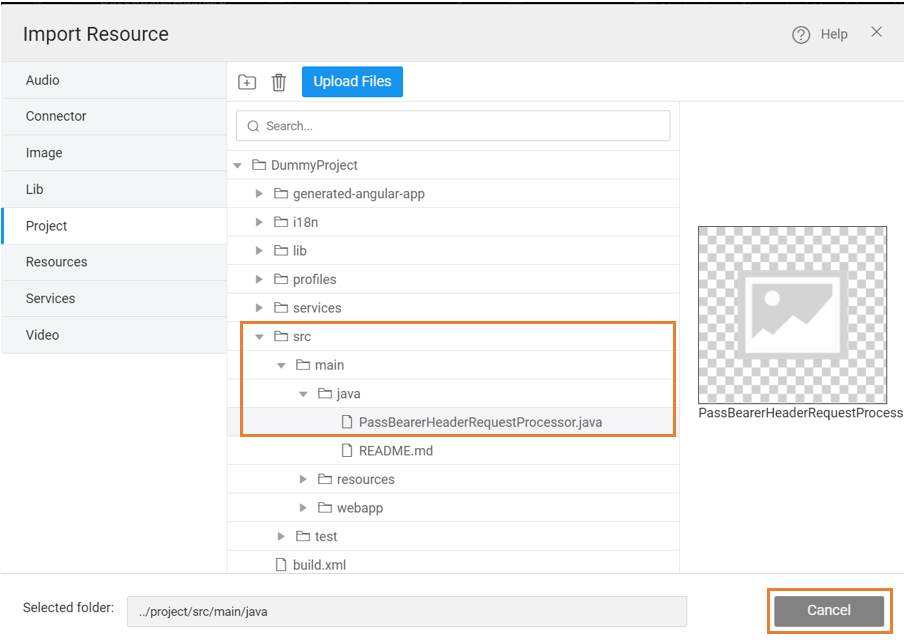 Import Resource
Help
Audio
Connector
Image
Lib
Project
Resources
Services
Video
Upload Files
Search...
DummyProject
generated-angular-app
i18n
lib
profiles
services
src
main
java
PassBearerHeaderRequestProcessor.java
README.md
resources
webapp
test
build.xml
PassBearerHeaderRequestProcess
Selected folder:
../project/src/main/java
Cancel